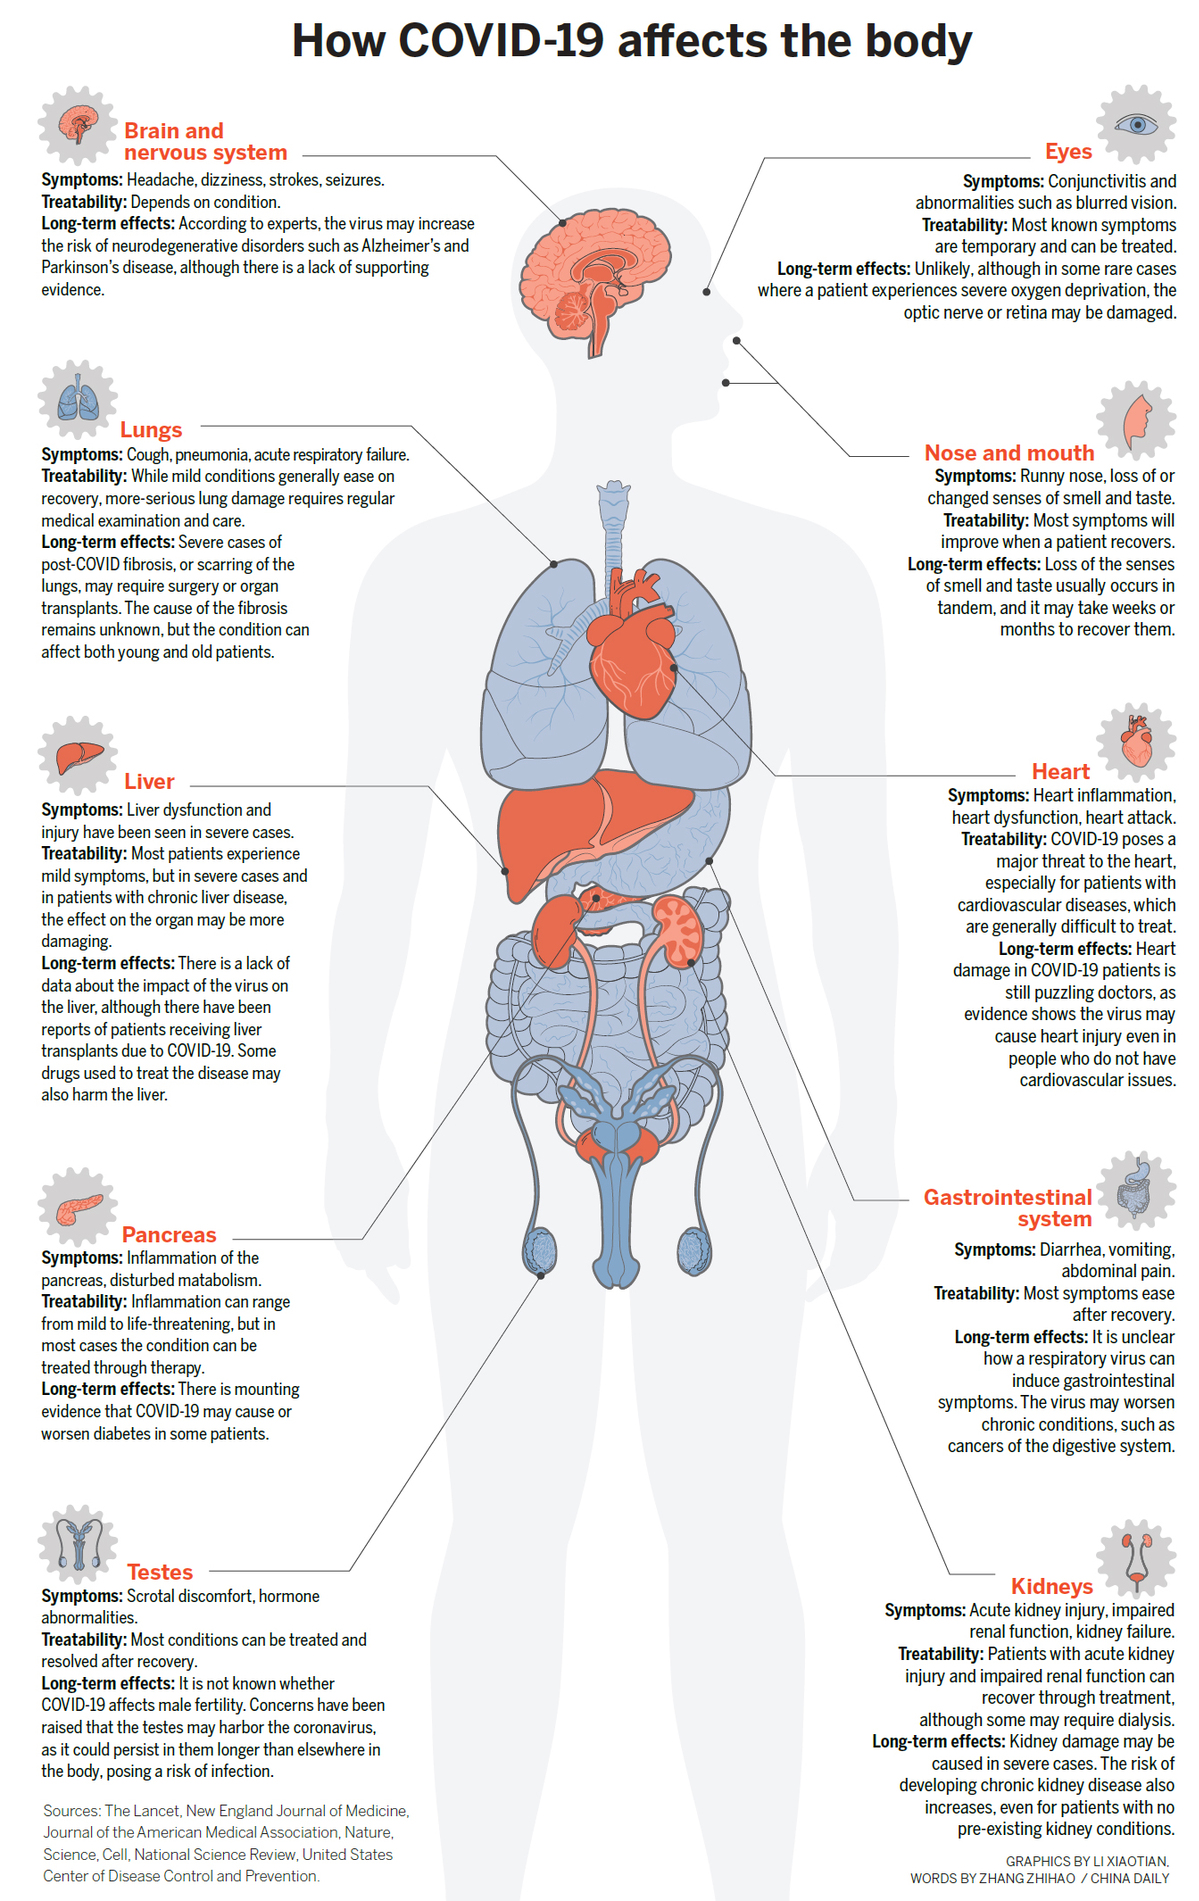 How COVID-19 affects the body
Brain and
nervous system
Symptoms: Headache, dizziness, strokes, seizures.
Treatability: Depends on condition.
Long-term effects: According to experts, the virus may increase
the risk of neurodegenerative disorders such as Alzheimer's and
Parkinson's disease, although there is a lack of supporting
evidence.
Lungs
Symptoms: Cough, pneumonia, acute respiratory failure.
Treatability: While mild conditions generally ease on
recovery, more-serious lung damage requires regular
medical examination and care.
Long-term effects: Severe cases of
post-COVID fibrosis, or scarring of the
lungs, may require surgery or organ
transplants. The cause of the fibrosis
remains unknown, but the condition can
affect both young and old patients.
Liver
Symptoms: Liver dysfunction and
injury have been seen in severe cases.
Treatability: Most patients experience
mild symptoms, but in severe cases and
in patients with chronic liver disease,
the effect on the organ may be more
damaging.
Long-term effects: There is a lack of
data about the impact of the virus on
the liver, although there have been
reports of patients receiving liver
transplants due to COVID-19. Some
drugs used to treat the disease may
also harm the liver.
Pancreas
Symptoms: Inflammation of the
pancreas, disturbed matabolism.
Treatability: Inflammation can range
from mild to life-threatening, but in
most cases the condition can be
treated through therapy.
Long-term effects: There is mounting
evidence that COVID-19 may cause or
worsen diabetes in some patients.
Testes
Symptoms: Scrotal discomfort, hormone
abnormalities.
Treatability: Most conditions can be treated and
resolved after recovery.
Long-term effects: It is not known whether
COVID-19 affects male fertility. Concerns have been
raised that the testes may harbor the coronavirus,
as it could persist in them longer than elsewhere in
the body, posing a risk of infection.
Sources: The Lancet, New England Journal of Medicine,
Journal of the American Medical Association, Nature,
Science, Cell, National Science Review, United States
Center of Disease Control and Prevention.
Eyes
Symptoms: Conjunctivitis and
abnormalities such as blurred vision.
Treatability: Most known symptoms
are temporary and can be treated.
Long-term effects: Unlikely, although in some rare cases
where a patient experiences severe oxygen deprivation, the
optic nerve or retina may be damaged.
Nose and mouth
Symptoms: Runny nose, loss of or
changed senses of smell and taste.
Treatability: Most symptoms will
improve when a patient recovers.
Long-term effects: Loss of the senses
of smell and taste usually occurs in
tandem, and it may take weeks or
months to recover them.
Heart
Symptoms: Heart inflammation,
heart dysfunction, heart attack.
Treatability: COVID-19 poses a
major threat to the heart,
especially for patients with
cardiovascular diseases, which
are generally difficult to treat.
Long-term effects: Heart
damage in COVID-19 patients is
still puzzling doctors, as
evidence shows the virus may
cause heart injury even in
people who do not have
cardiovascular issues.
Gastrointestinal
system
Symptoms: Diarrhea, vomiting,
abdominal pain.
Treatability: Most symptoms ease
after recovery.
Long-term effects: It is unclear
how a respiratory virus can
induce gastrointestinal
symptoms. The virus may worsen
chronic conditions, such as
cancers of the digestive system.
Kidneys
Symptoms: Acute kidney injury, impaired
renal function, kidney failure.
Treatability: Patients with acute kidney
injury and impaired renal function can
recover through treatment,
although some may require dialysis.
Long-term effects: Kidney damage may be
caused in severe cases. The risk of
developing chronic kidney disease also
increases, even for patients with no
pre-existing kidney conditions.
GRAPHICS BY LI XIAOTIAN,
WORDS BY ZHANG ZHIHAO / CHINA DAILY